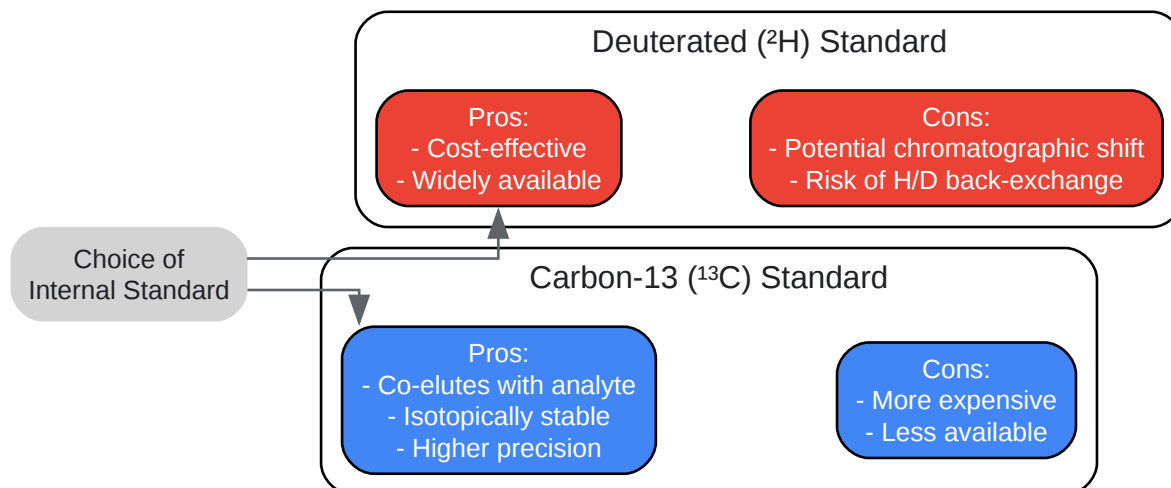 Deuterated (²H) Standard
Pros:
- Cost-effective
- Widely available
Cons:
- Potential chromatographic shift
- Risk of H/D back-exchange
Choice of
Internal Standard
Carbon-13 (¹³C) Standard
Pros:
- Co-elutes with analyte
- Isotopically stable
- Higher precision
Cons:
- More expensive
- Less available